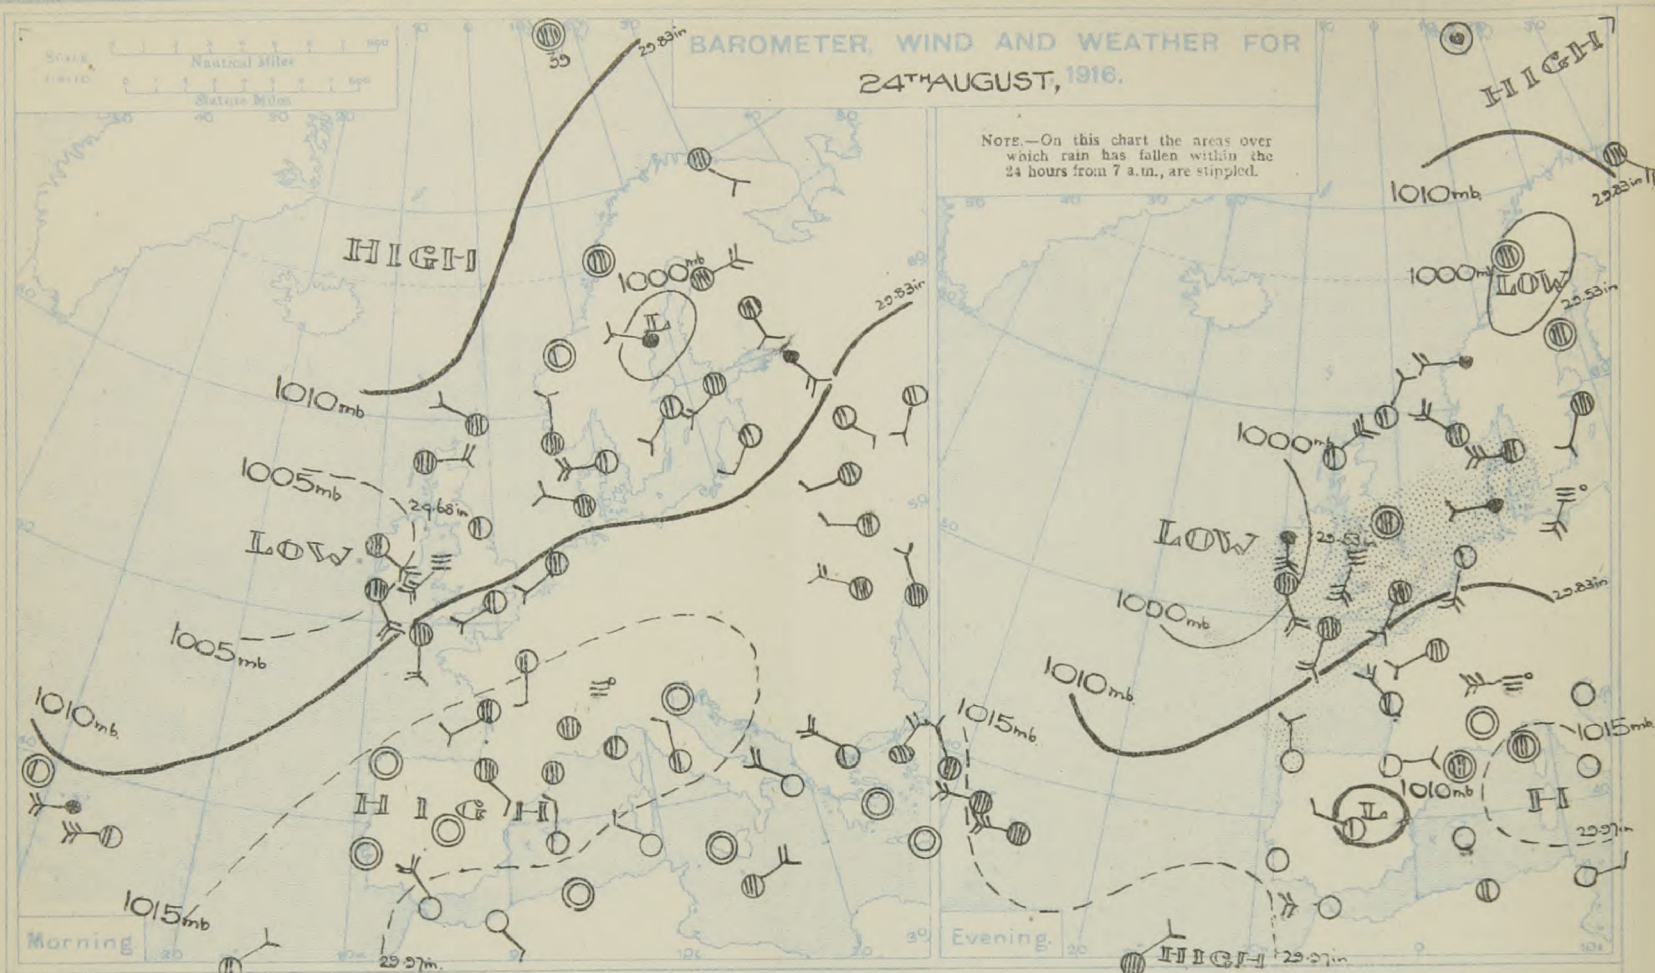 BAROMETER, WIND AND WEATHER FOR
24TH AUGUST, 1916.
NOTE.—On this chart the areas over
which rain has fallen within the
24 hours from 7 a.m., are stippled.
Nautical Miles
Statute Miles
59
29.83in
HIGH
1000mb
L
29.83in
1010mb
1005mb
29.68in
LOW
1005mb
1010mb
HIGH
1015mb
29.97in.
Morning
HIGH
1010mb
29.83in
1000m
LOW
29.53in
1000mb
LOW
29.53in
1000mb
29.83in
1010mb
1015mb
1015mb
1010mb
L
H
29.97in
HIGH
29.97in
Evening.